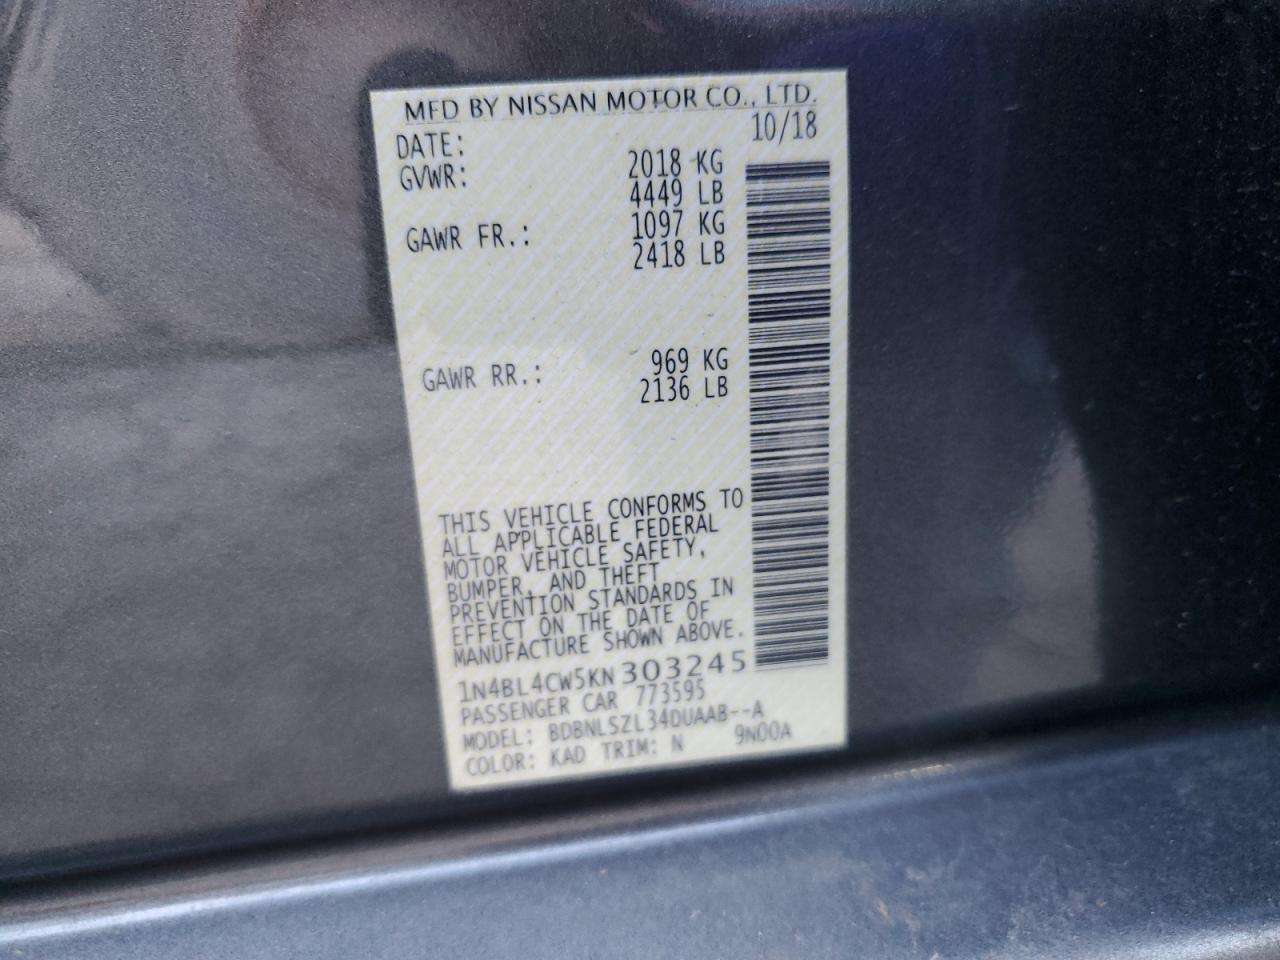 MFD BY NISSAN MOTOR CO., LTD.
DATE: 10/18
GVWR: 2018 KG
4449 LB
GAWR FR.: 1097 KG
2418 LB
GAWR RR.: 969 KG
2136 LB
THIS VEHICLE CONFORMS TO
ALL APPLICABLE FEDERAL
MOTOR VEHICLE SAFETY,
BUMPER, AND THEFT
PREVENTION STANDARDS IN
EFFECT ON THE DATE OF
MANUFACTURE SHOWN ABOVE.
1N4BL4CW5KN303245
PASSENGER CAR 773595
MODEL: BDBNLSZL34DUAAB--A
COLOR: KAD TRIM: N 9N00A